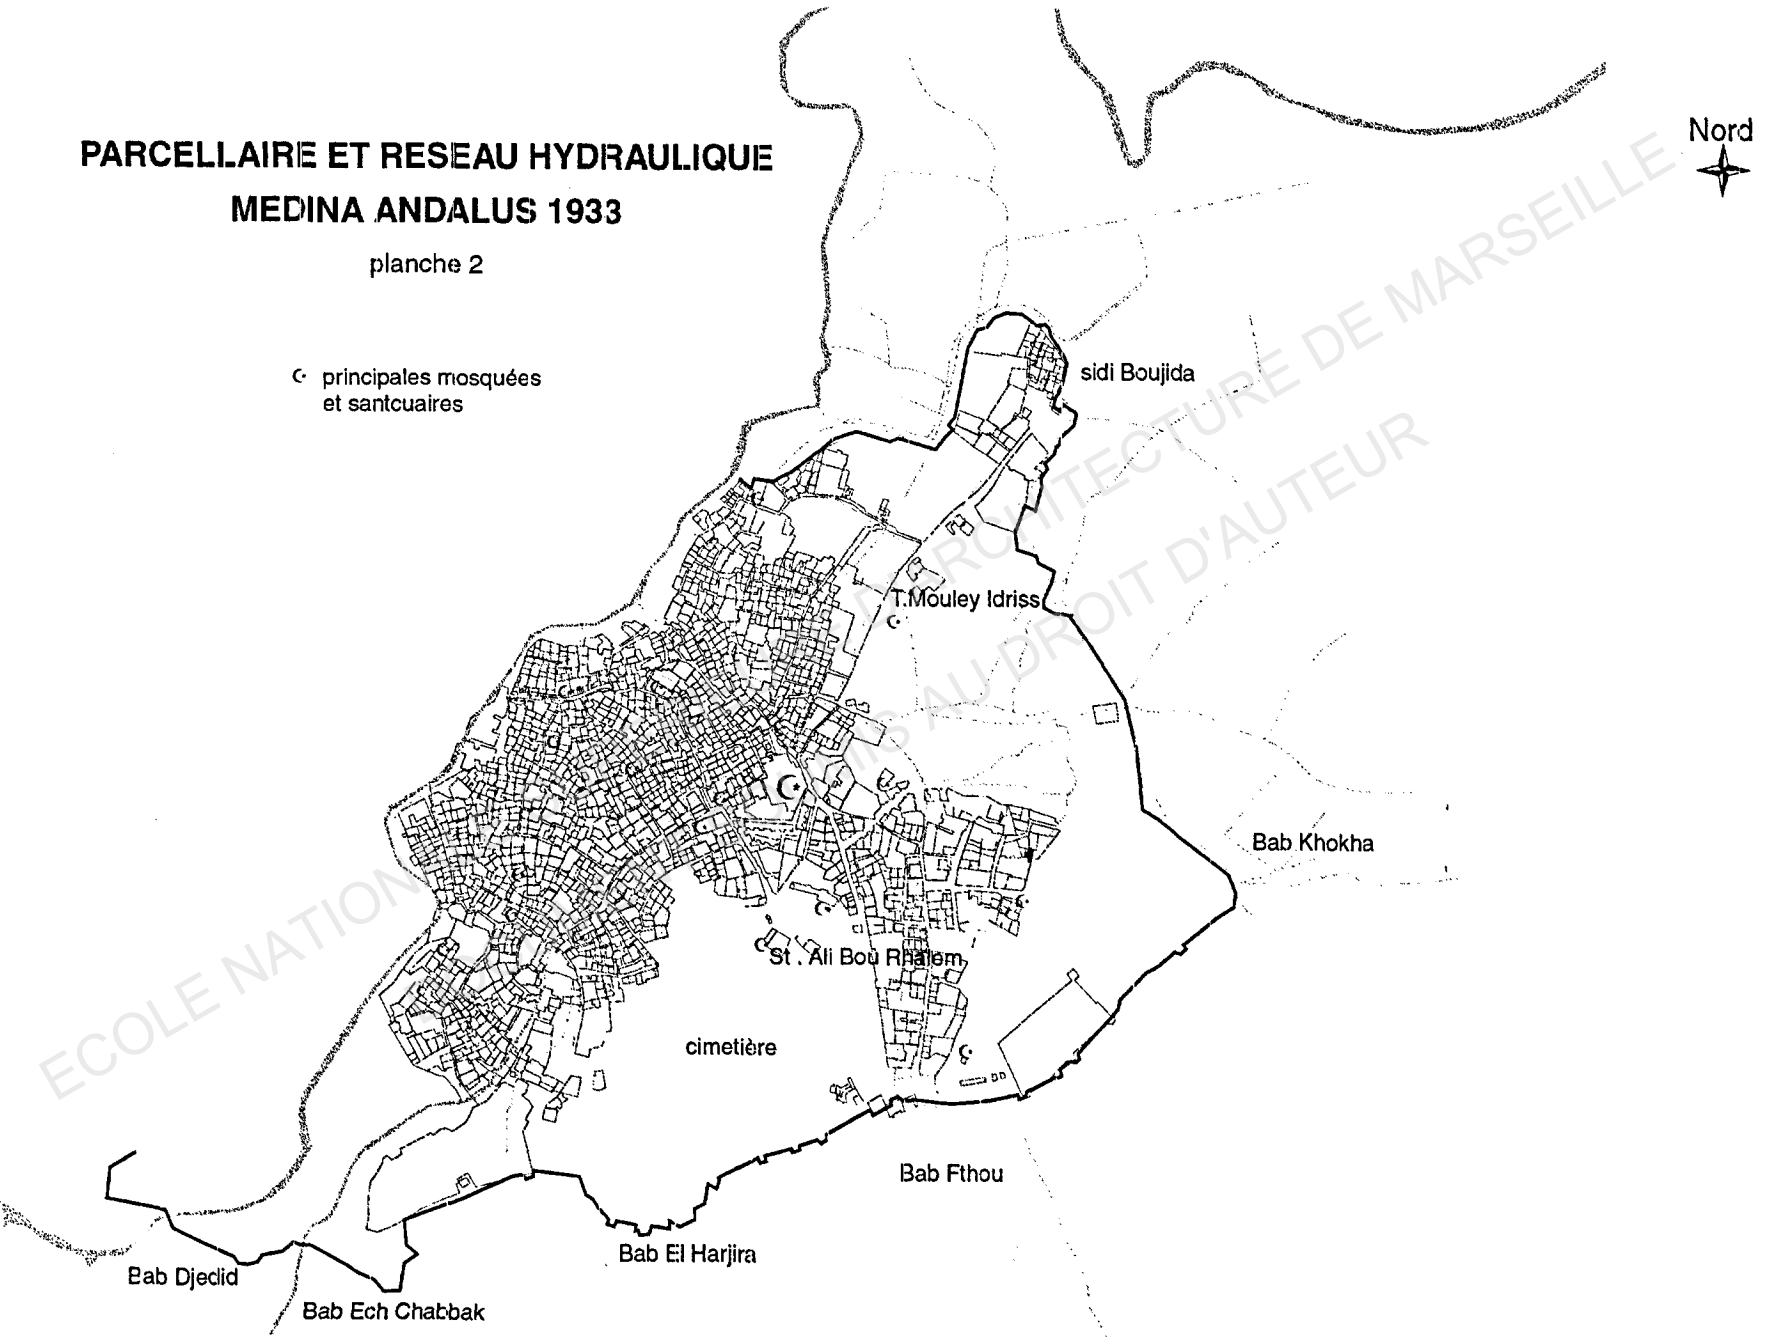 PARCELLAIRE ET RESEAU HYDRAULIQUE
MEDINA ANDALUS 1933
planche 2
Nord
principales mosquées
et santcuaires
sidi Boujida
T.Mouley Idriss
Bab Khokha
St . Ali Bou Rhalem
cimetière
Bab Fthou
Bab El Harjira
Bab Djedid
Bab Ech Chabbak
ECOLE NATION D'ARCHITECTURE DE MARSEILLE
AU DROIT D'AUTEUR